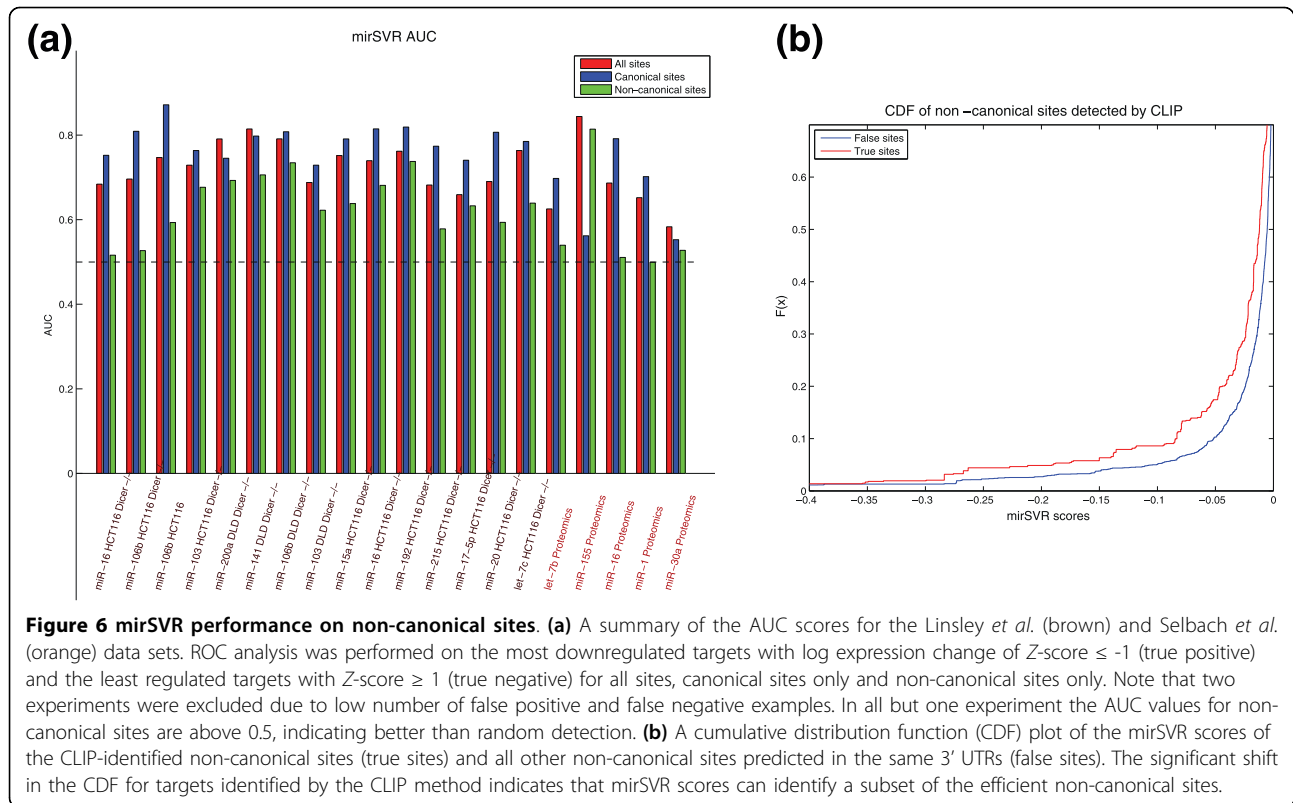 (a)
mirSVR AUC
All sites
Canonical sites
Non-canonical sites
0.8
0.6
0.4
0.2
0
AUC
miR-16 HCT116 Dicer -/-
miR-106b HCT116 Dicer -/-
miR-106b HCT116
miR-103 HCT116 Dicer -/-
miR-200a DLD Dicer -/-
miR-141 DLD Dicer -/-
miR-106b DLD Dicer -/-
miR-103 DLD Dicer -/-
miR-15a HCT116 Dicer -/-
miR-16 HCT116 Dicer -/-
miR-192 HCT116 Dicer -/-
miR-215 HCT116 Dicer -/-
miR-17-5p HCT116 Dicer -/-
miR-20 HCT116 Dicer -/-
let-7c HCT116 Dicer -/-
let-7b Proteomics
miR-155 Proteomics
miR-16 Proteomics
miR-1 Proteomics
miR-30a Proteomics
(b)
CDF of non-canonical sites detected by CLIP
False sites
True sites
0.6
0.5
0.4
0.3
0.2
0.1
0
F(x)
-0.4 -0.35 -0.3 -0.25 -0.2 -0.15 -0.1 -0.05 0
mirSVR scores
Figure 6 mirSVR performance on non-canonical sites. (a) A summary of the AUC scores for the Linsley et al. (brown) and Selbach et al.
(orange) data sets. ROC analysis was performed on the most downregulated targets with log expression change of Z-score ≤ -1 (true positive)
and the least regulated targets with Z-score ≥ 1 (true negative) for all sites, canonical sites only and non-canonical sites only. Note that two
experiments were excluded due to low number of false positive and false negative examples. In all but one experiment the AUC values for non-
canonical sites are above 0.5, indicating better than random detection. (b) A cumulative distribution function (CDF) plot of the mirSVR scores of
the CLIP-identified non-canonical sites (true sites) and all other non-canonical sites predicted in the same 3' UTRs (false sites). The significant shift
in the CDF for targets identified by the CLIP method indicates that mirSVR scores can identify a subset of the efficient non-canonical sites.